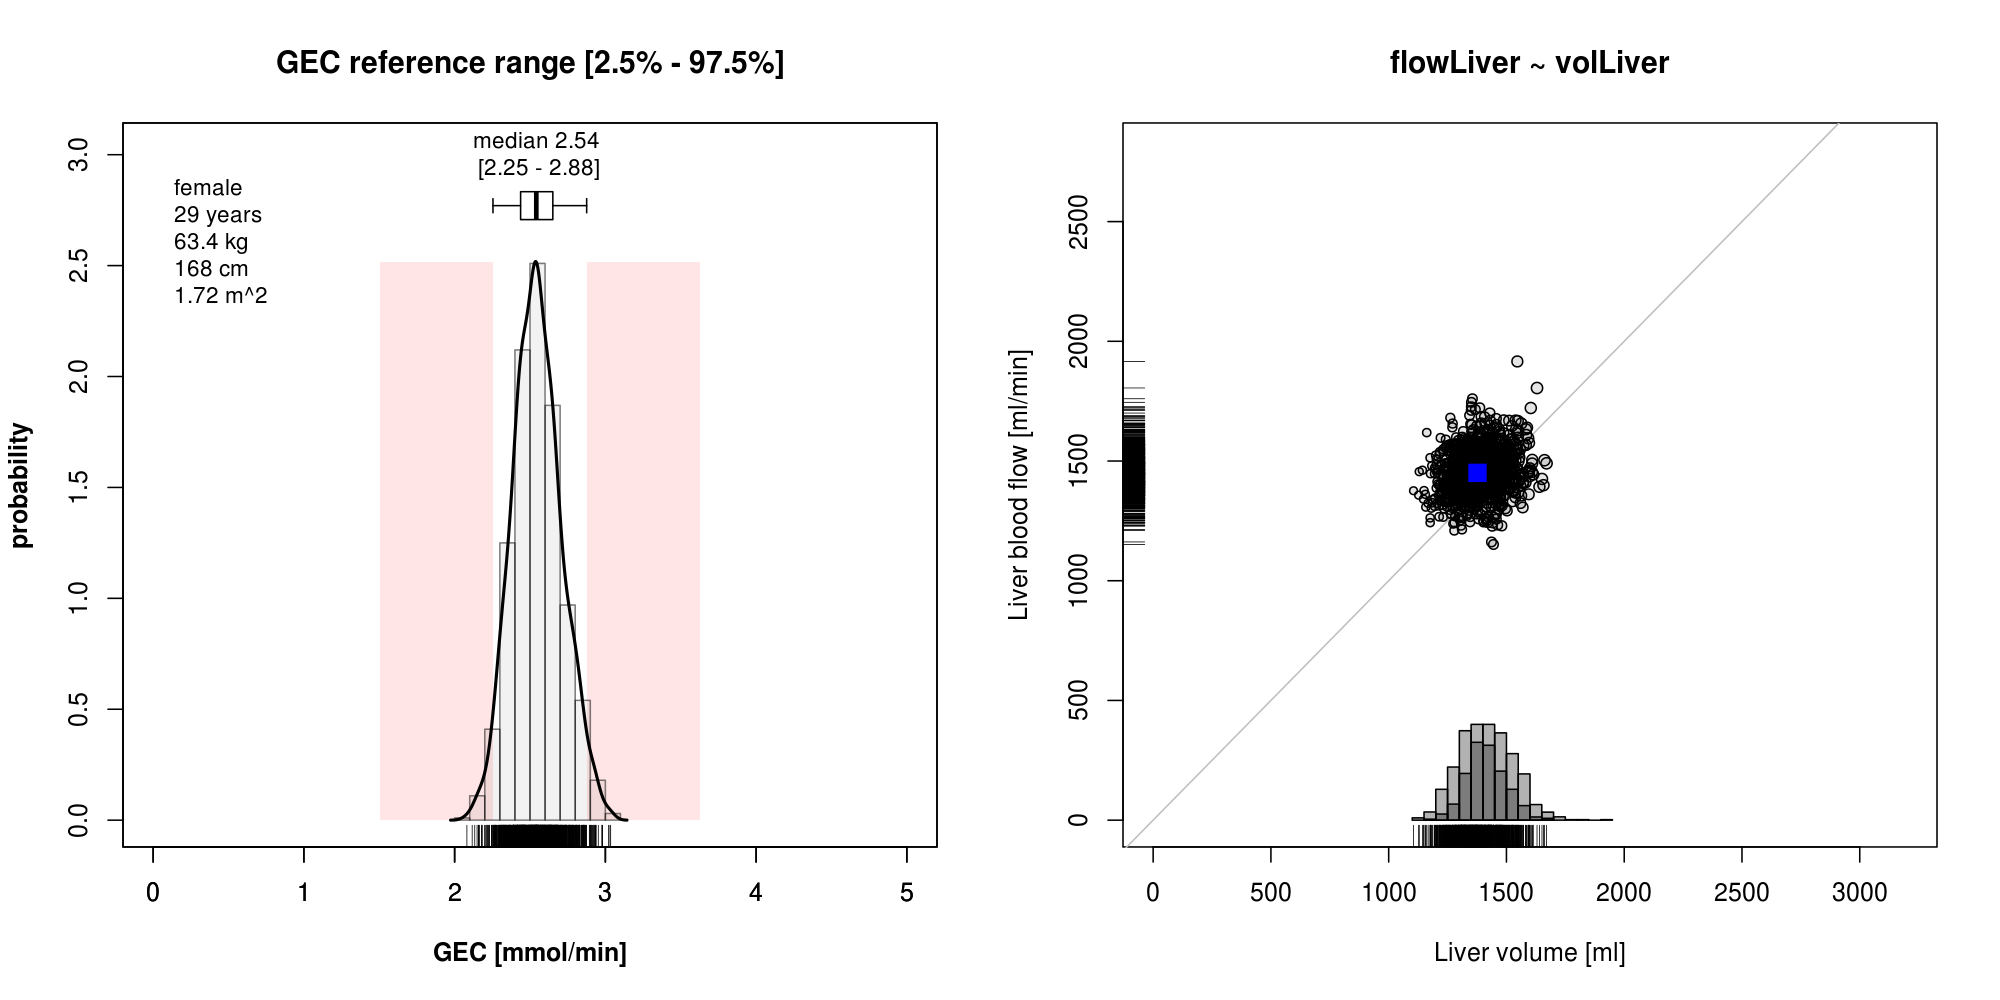 GEC reference range [2.5% - 97.5%]
median 2.54
[2.25 - 2.88]
female
29 years
63.4 kg
168 cm
1.72 m^2
probability
0.0
0.5
1.0
1.5
2.0
2.5
3.0
0 1 2 3 4 5
GEC [mmol/min]
flowLiver ~ volLiver
Liver blood flow [ml/min]
0
500
1000
1500
2000
2500
0 500 1000 1500 2000 2500 3000
Liver volume [ml]